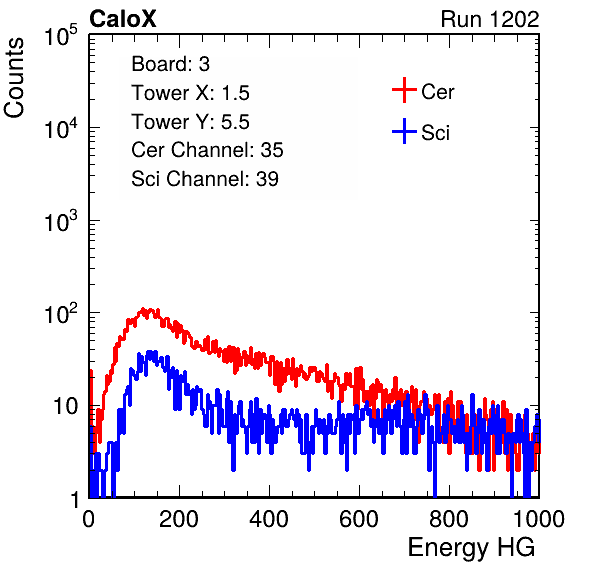 CaloX Run 1202
Counts
10^5
10^4
10^3
10^2
10
1
Board: 3
Tower X: 1.5
Tower Y: 5.5
Cer Channel: 35
Sci Channel: 39
Cer
Sci
0 200 400 600 800 1000
Energy HG